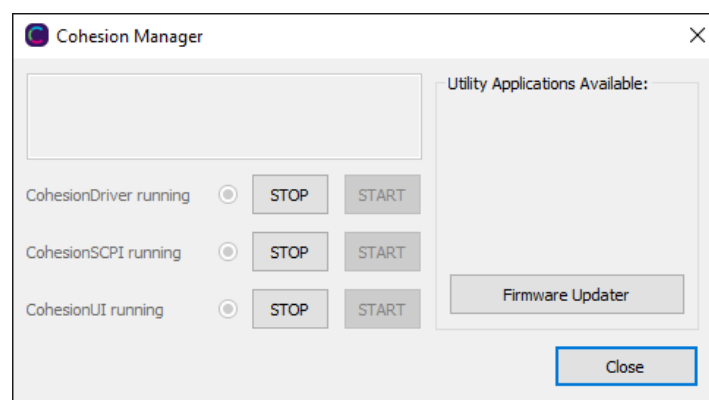 Cohesion Manager
Utility Applications Available:
CohesionDriver running STOP START
CohesionSCPI running STOP START
CohesionUI running STOP START
Firmware Updater
Close